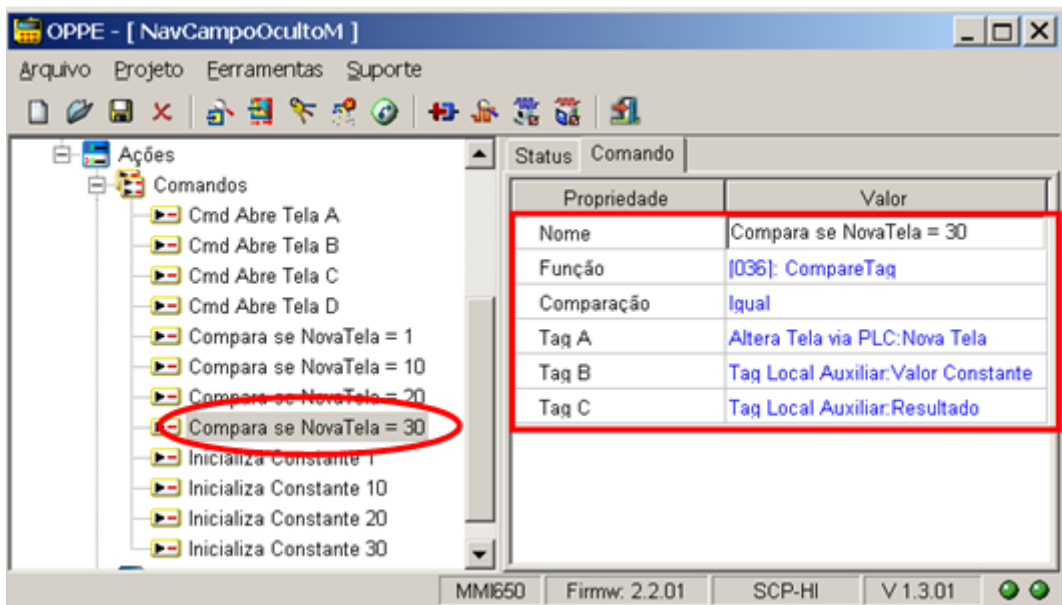 OPPE - [ NavCampoOcultoM ]
Arquivo Projeto Ferramentas Suporte
Ações
Comandos
Cmd Abre Tela A
Cmd Abre Tela B
Cmd Abre Tela C
Cmd Abre Tela D
Compara se NovaTela = 1
Compara se NovaTela = 10
Compara se NovaTela = 20
Compara se NovaTela = 30
Inicializa Constante 1
Inicializa Constante 10
Inicializa Constante 20
Inicializa Constante 30
Status Comando
Propriedade Valor
Nome Compara se NovaTela = 30
Função [036]: CompareTag
Comparação Igual
Tag A Altera Tela via PLC:Nova Tela
Tag B Tag Local Auxiliar:Valor Constante
Tag C Tag Local Auxiliar:Resultado
MMI650 Firmw: 2.2.01 SCP-HI V 1.3.01